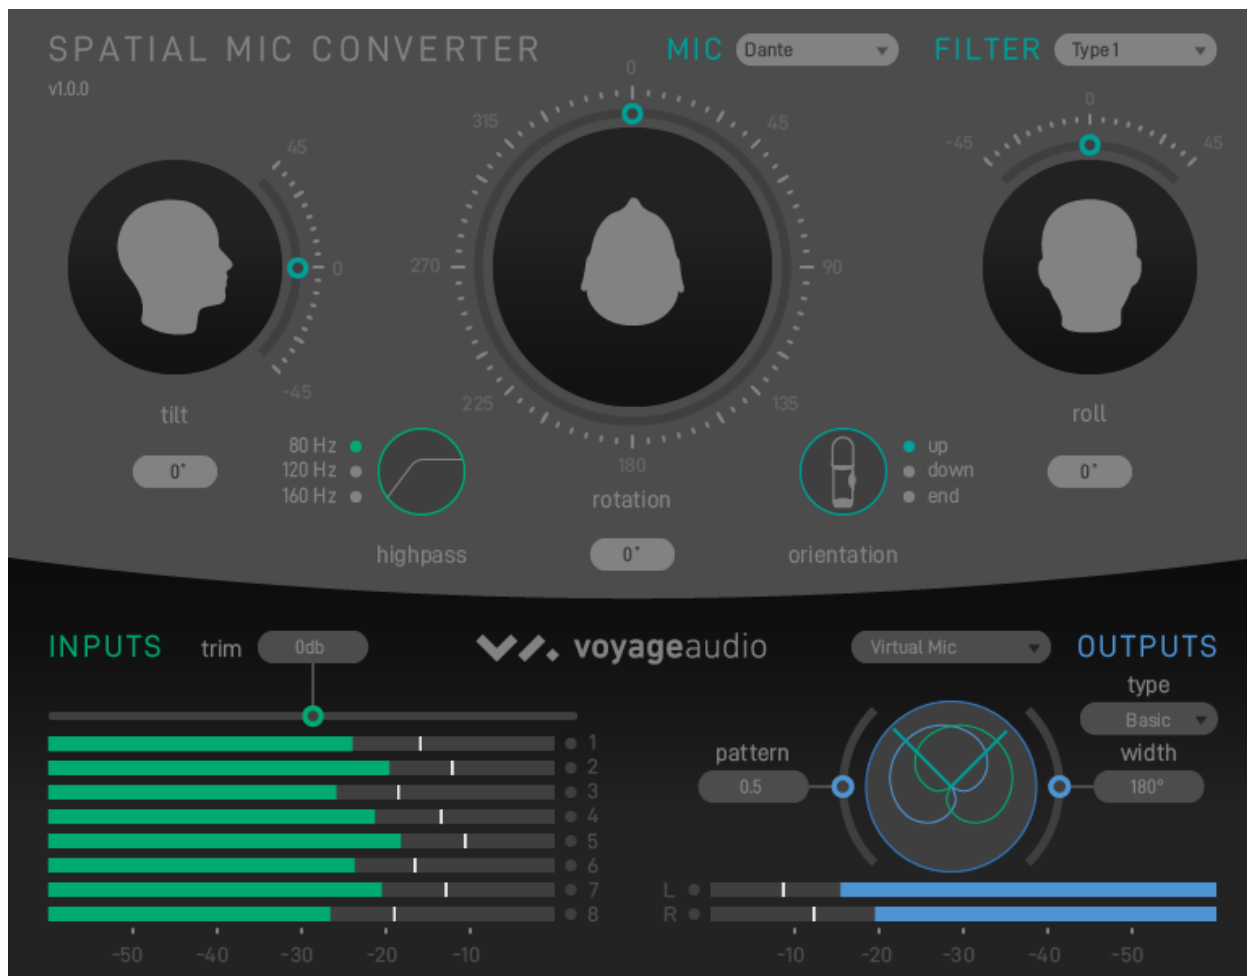 SPATIAL MIC CONVERTER
v1.0.0
MIC Dante
FILTER Type 1
45
0
-45
tilt
0°
0
45
90
135
180
225
270
315
rotation
0°
-45
0
45
roll
0°
80 Hz
120 Hz
160 Hz
highpass
up
down
end
orientation
INPUTS trim 0db
voyageaudio
Virtual Mic OUTPUTS
type
Basic
pattern
0.5
width
180°
1
2
3
4
5
6
7
8
-50 -40 -30 -20 -10
L
R
-10 -20 -30 -40 -50